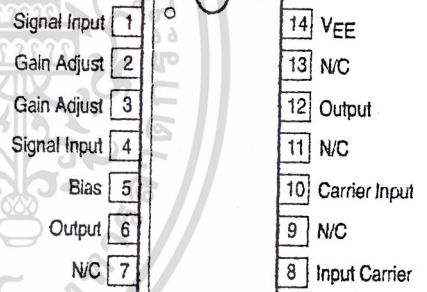 Signal Input 1
Gain Adjust 2
Gain Adjust 3
Signal Input 4
Bias 5
Output 6
N/C 7
14 VEE
13 N/C
12 Output
11 N/C
10 Carrier Input
9 N/C
8 Input Carrier